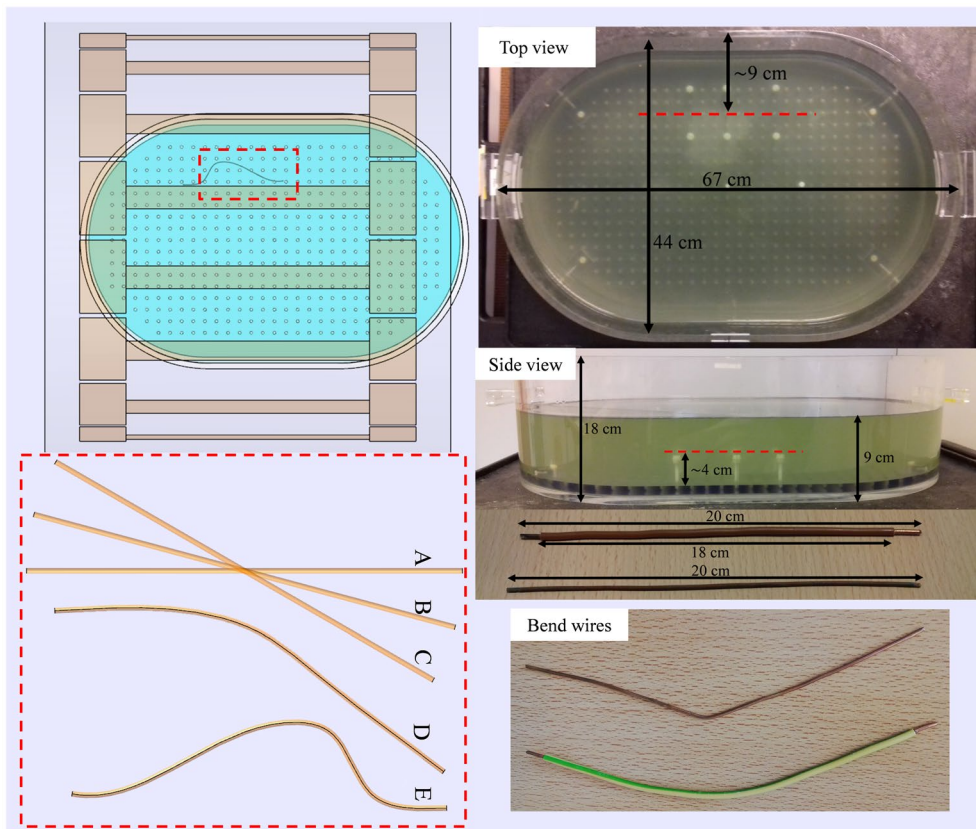 Top view
~9 cm
67 cm
44 cm
Side view
18 cm
9 cm
~4 cm
20 cm
18 cm
20 cm
Bend wires
A
B
C
D
E